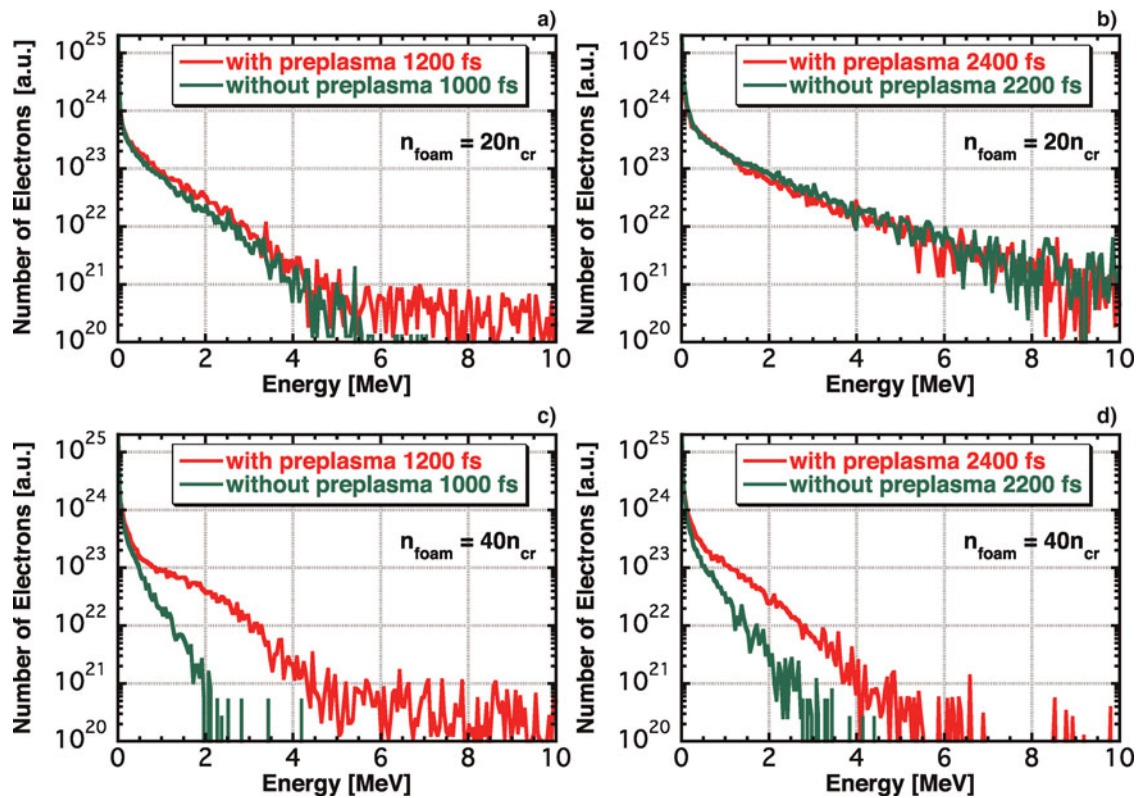 a)
Number of Electrons [a.u.]
10^25
10^24
10^23
10^22
10^21
10^20
with preplasma 1200 fs
without preplasma 1000 fs
n_foam = 20n_cr
0 2 4 6 8 10
Energy [MeV]
b)
Number of Electrons [a.u.]
10^25
10^24
10^23
10^22
10^21
10^20
with preplasma 2400 fs
without preplasma 2200 fs
n_foam = 20n_cr
0 2 4 6 8 10
Energy [MeV]
c)
Number of Electrons [a.u.]
10^25
10^24
10^23
10^22
10^21
10^20
with preplasma 1200 fs
without preplasma 1000 fs
n_foam = 40n_cr
0 2 4 6 8 10
Energy [MeV]
d)
Number of Electrons [a.u.]
10^25
10^24
10^23
10^22
10^21
10^20
with preplasma 2400 fs
without preplasma 2200 fs
n_foam = 40n_cr
0 2 4 6 8 10
Energy [MeV]